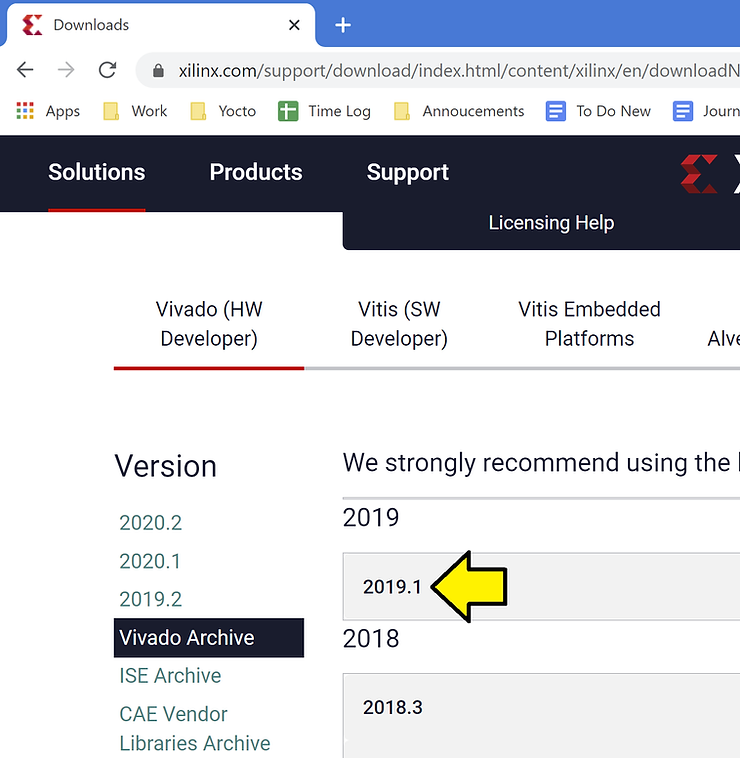 Downloads
xilinx.com/support/download/index.html/content/xilinx/en/downloadN
Apps Work Yocto Time Log Annoucements To Do New Journ
Solutions Products Support
Licensing Help
Vivado (HW Developer)
Vitis (SW Developer)
Vitis Embedded Platforms
Alve
Version
2020.2
2020.1
2019.2
Vivado Archive
ISE Archive
CAE Vendor
Libraries Archive
We strongly recommend using the
2019
2019.1
2018
2018.3